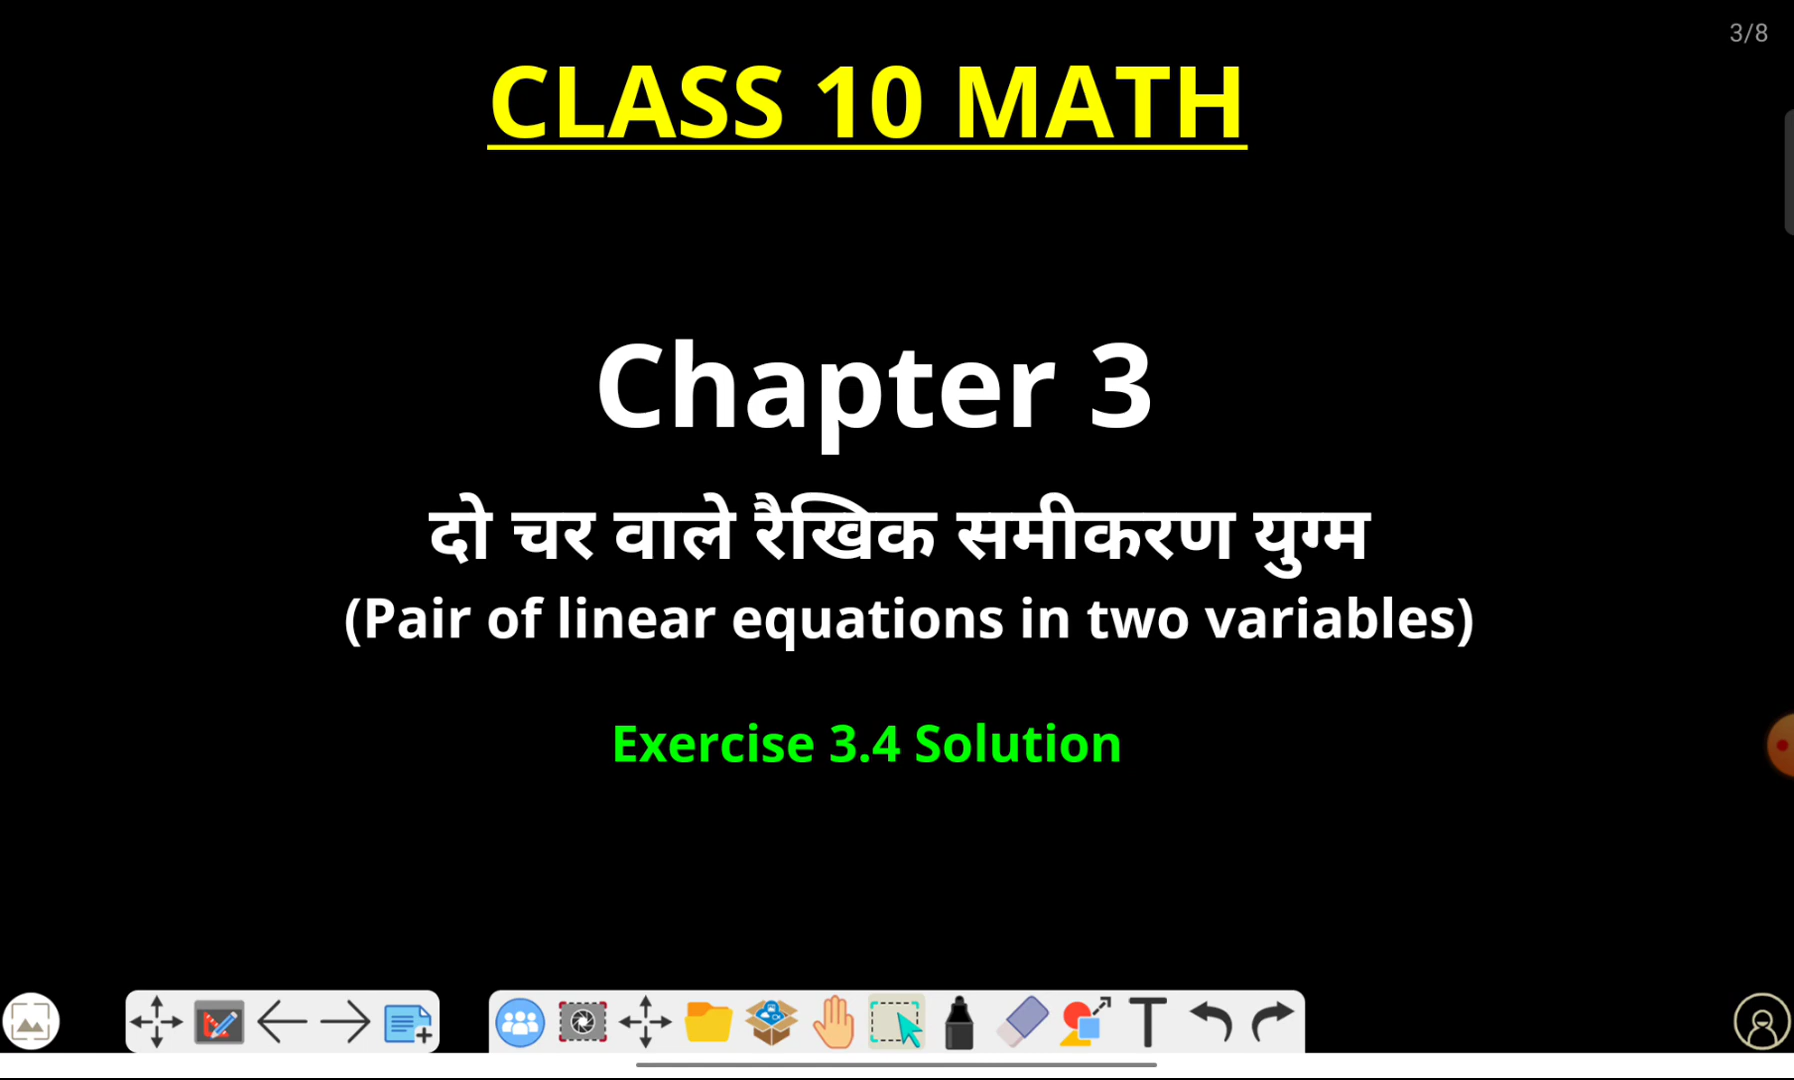 3/8
CLASS 10 MATH
Chapter 3
दो चर वाले रैखिक समीकरण युग्म
(Pair of linear equations in two variables)
Exercise 3.4 Solution